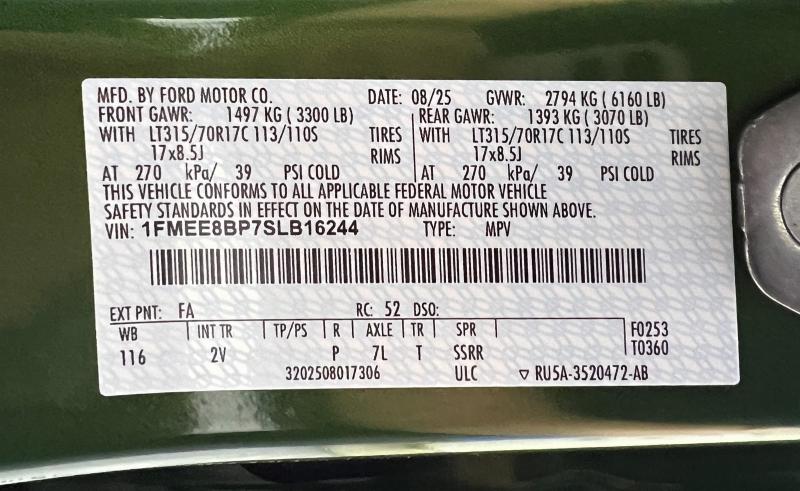 MFD. BY FORD MOTOR CO. DATE: 08/25 GVWR: 2794 KG ( 6160 LB)
FRONT GAWR: 1497 KG ( 3300 LB) REAR GAWR: 1393 KG ( 3070 LB)
WITH LT315/70R17C 113/110S TIRES WITH LT315/70R17C 113/110S TIRES
17x8.5J RIMS 17x8.5J RIMS
AT 270 kPa/ 39 PSI COLD AT 270 kPa/ 39 PSI COLD
THIS VEHICLE CONFORMS TO ALL APPLICABLE FEDERAL MOTOR VEHICLE
SAFETY STANDARDS IN EFFECT ON THE DATE OF MANUFACTURE SHOWN ABOVE.
VIN: 1FMEE8BP7SLB16244 TYPE: MPV
EXT PNT: FA RC: 52 DSO:
WB INT TR TP/PS R AXLE TR SPR F0253
116 2V P 7L T SSRR T0360
3202508017306 ULC ▽ RU5A-3520472-AB